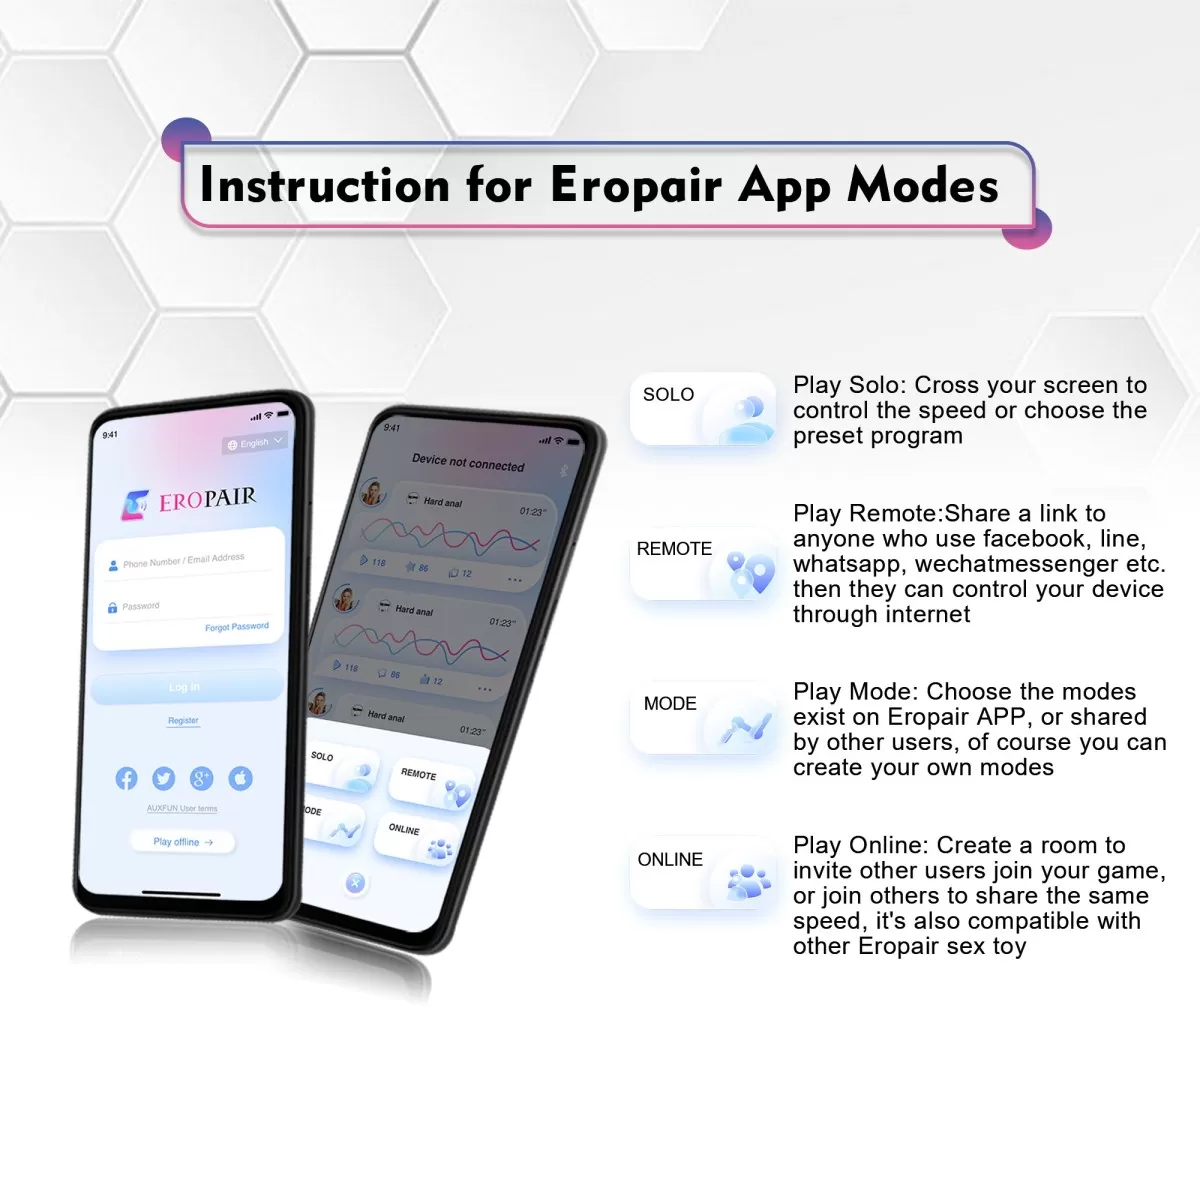 Instruction for Eropair App Modes
9:41
English
EROPAIR
Phone Number / Email Address
Password
Forgot Password
Log in
Register
AUXFUN User terms
Play offline →
9:41
Device not connected
Hard anal
01:23"
118 86 12
Hard anal
01:23"
118 86 12
Hard anal
01:23"
SOLO
REMOTE
ODE
ONLINE
SOLO
Play Solo: Cross your screen to
control the speed or choose the
preset program
REMOTE
Play Remote:Share a link to
anyone who use facebook, line,
whatsapp, wechatmessenger etc.
then they can control your device
through internet
MODE
Play Mode: Choose the modes
exist on Eropair APP, or shared
by other users, of course you can
create your own modes
ONLINE
Play Online: Create a room to
invite other users join your game,
or join others to share the same
speed, it's also compatible with
other Eropair sex toy